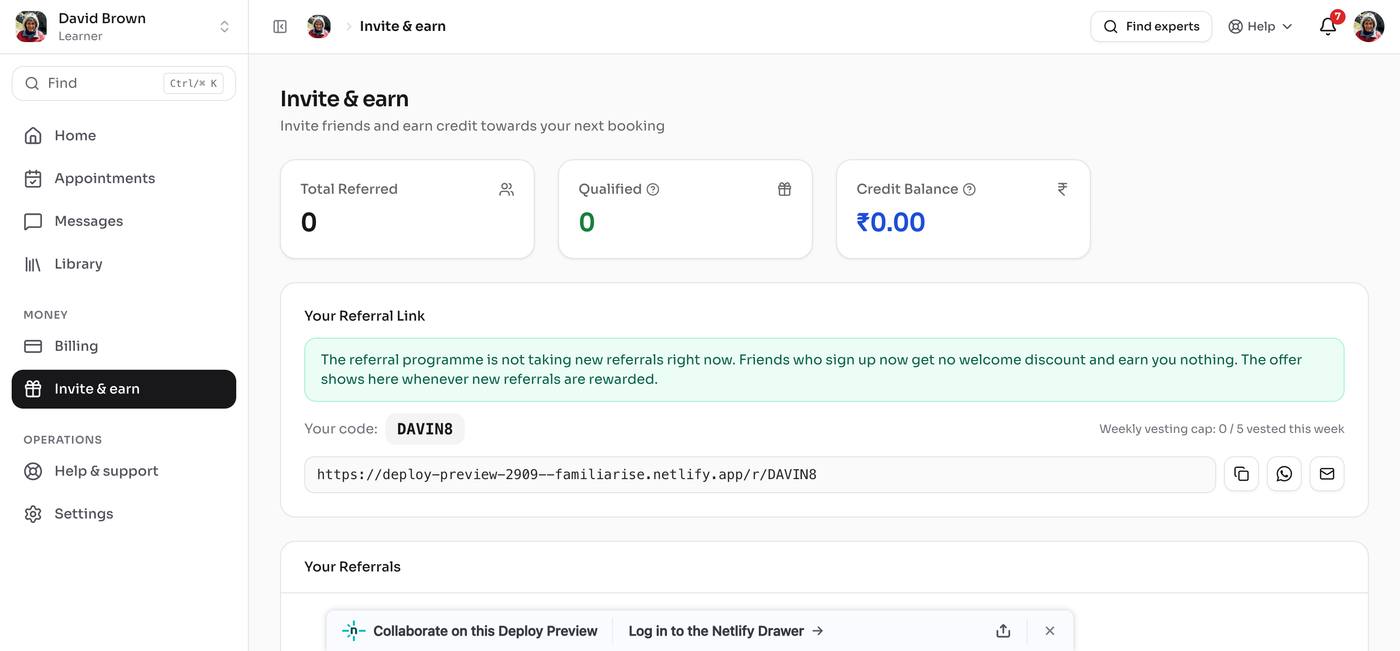 David Brown
Learner
Invite & earn
Find experts
Help
7
Find
Ctrl/⌘ K
Home
Appointments
Messages
Library
MONEY
Billing
Invite & earn
OPERATIONS
Help & support
Settings
Invite & earn
Invite friends and earn credit towards your next booking
Total Referred
0
Qualified
0
Credit Balance
₹
₹0.00
Your Referral Link
The referral programme is not taking new referrals right now. Friends who sign up now get no welcome discount and earn you nothing. The offer
shows here whenever new referrals are rewarded.
Your code: DAVIN8
Weekly vesting cap: 0 / 5 vested this week
https://deploy-preview-2909--familiarise.netlify.app/r/DAVIN8
Your Referrals
Collaborate on this Deploy Preview
Log in to the Netlify Drawer →